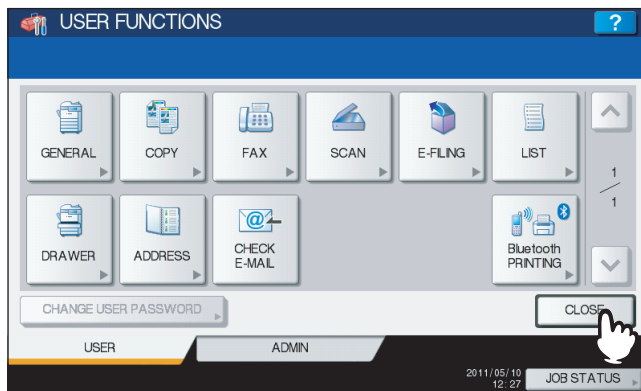 USER FUNCTIONS
?
GENERAL
COPY
FAX
SCAN
E-FILING
LIST
1
1
DRAWER
ADDRESS
@
CHECK
E-MAIL
Bluetooth
PRINTING
CHANGE USER PASSWORD
CLOSE
USER
ADMIN
2011/05/10
12:27
JOB STATUS